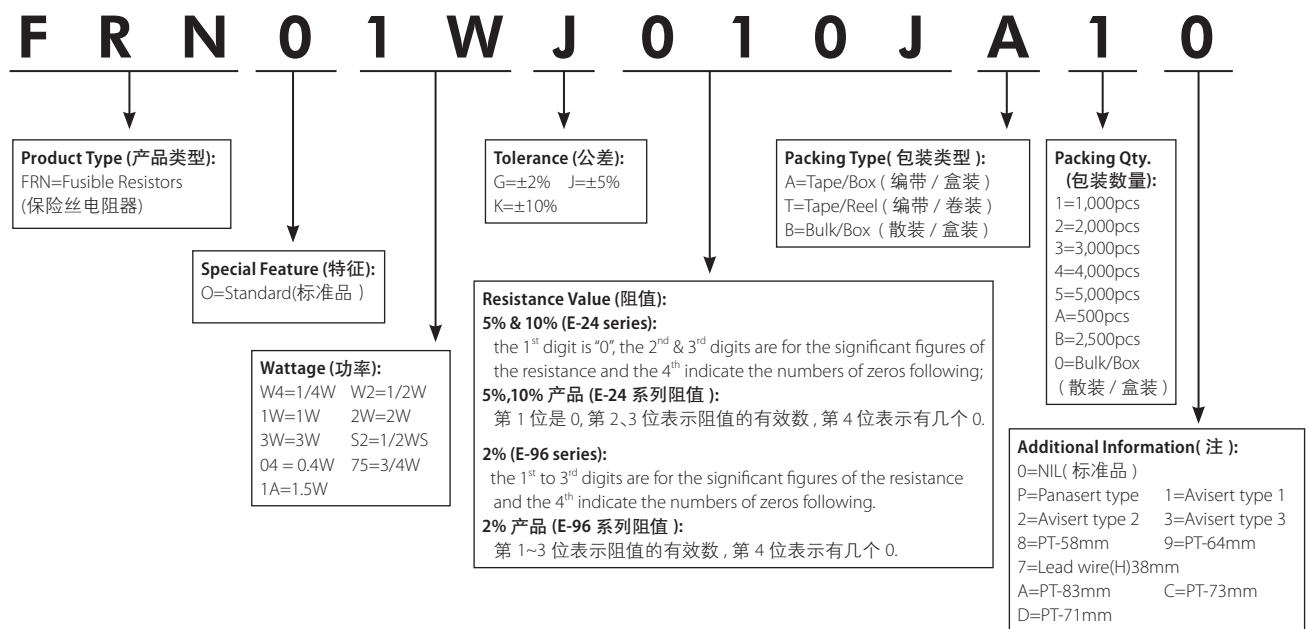 F R N 0 1 W J 0 1 0 J A 1 0
Product Type (产品类型):
FRN=Fusible Resistors
(保险丝电阻器)
Special Feature (特征):
O=Standard(标准品 )
Wattage (功率):
W4=1/4W W2=1/2W
1W=1W 2W=2W
3W=3W S2=1/2WS
04 = 0.4W 75=3/4W
1A=1.5W
Tolerance (公差):
G=±2% J=±5%
K=±10%
Resistance Value (阻值):
5% & 10% (E-24 series):
the 1st digit is “0”, the 2nd & 3rd digits are for the significant figures of
the resistance and the 4th indicate the numbers of zeros following;
5%,10% 产品 (E-24 系列阻值 ):
第 1 位是 0, 第 2、3 位表示阻值的有效数 , 第 4 位表示有几个 0.
2% (E-96 series):
the 1st to 3rd digits are for the significant figures of the resistance
and the 4th indicate the numbers of zeros following.
2% 产品 (E-96 系列阻值 ):
第 1~3 位表示阻值的有效数 , 第 4 位表示有几个 0.
Packing Type( 包装类型 ):
A=Tape/Box ( 编带 / 盒装 )
T=Tape/Reel ( 编带 / 卷装 )
B=Bulk/Box ( 散装 / 盒装 )
Packing Qty.
(包装数量):
1=1,000pcs
2=2,000pcs
3=3,000pcs
4=4,000pcs
5=5,000pcs
A=500pcs
B=2,500pcs
0=Bulk/Box
( 散装 / 盒装 )
Additional Information( 注 ):
0=NIL( 标准品 )
P=Panasert type 1=Avisert type 1
2=Avisert type 2 3=Avisert type 3
8=PT-58mm 9=PT-64mm
7=Lead wire(H)38mm
A=PT-83mm C=PT-73mm
D=PT-71mm